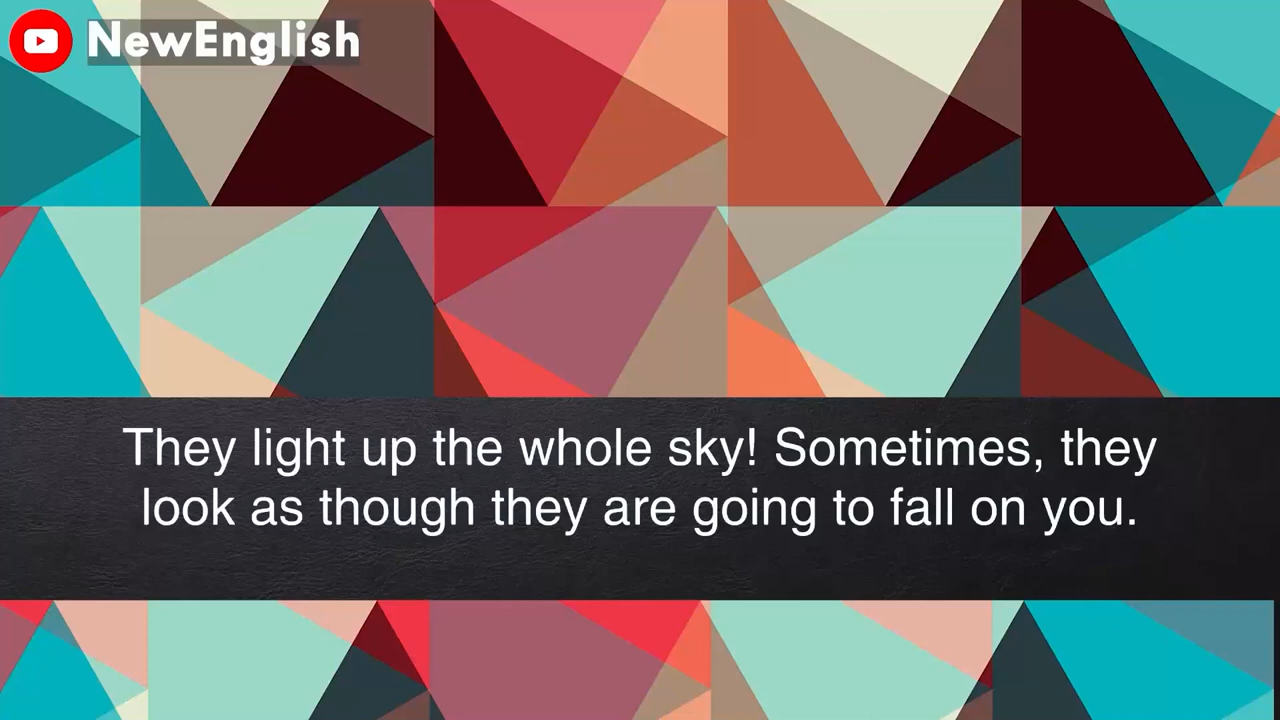 NewEnglish
They light up the whole sky! Sometimes, they
look as though they are going to fall on you.